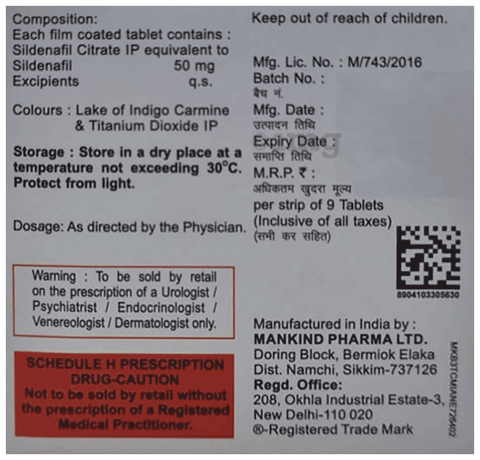 Composition:
Each film coated tablet contains :
Sildenafil Citrate IP equivalent to
Sildenafil 50 mg
Excipients q.s.
Colours : Lake of Indigo Carmine
& Titanium Dioxide IP
Storage : Store in a dry place at a
temperature not exceeding 30°C.
Protect from light.
Dosage: As directed by the Physician.
Warning : To be sold by retail
on the prescription of a Urologist /
Psychiatrist / Endocrinologist /
Venereologist / Dermatologist only.
SCHEDULE H PRESCRIPTION
DRUG-CAUTION
Not to be sold by retail without
the prescription of a Registered
Medical Practitioner.
Keep out of reach of children.
Mfg. Lic. No. : M/743/2016
Batch No. :
बैच नं.
Mfg. Date :
उत्पादन तिथि
Expiry Date :
समाप्ति तिथि
M.R.P. ₹ :
अधिकतम खुदरा मूल्य
per strip of 9 Tablets
(Inclusive of all taxes)
(सभी कर सहित)
8904103305630
Manufactured in India by :
MANKIND PHARMA LTD.
Doring Block, Bermiok Elaka
Dist. Namchi, Sikkim-737126
Regd. Office:
208, Okhla Industrial Estate-3,
New Delhi-110 020
®-Registered Trade Mark